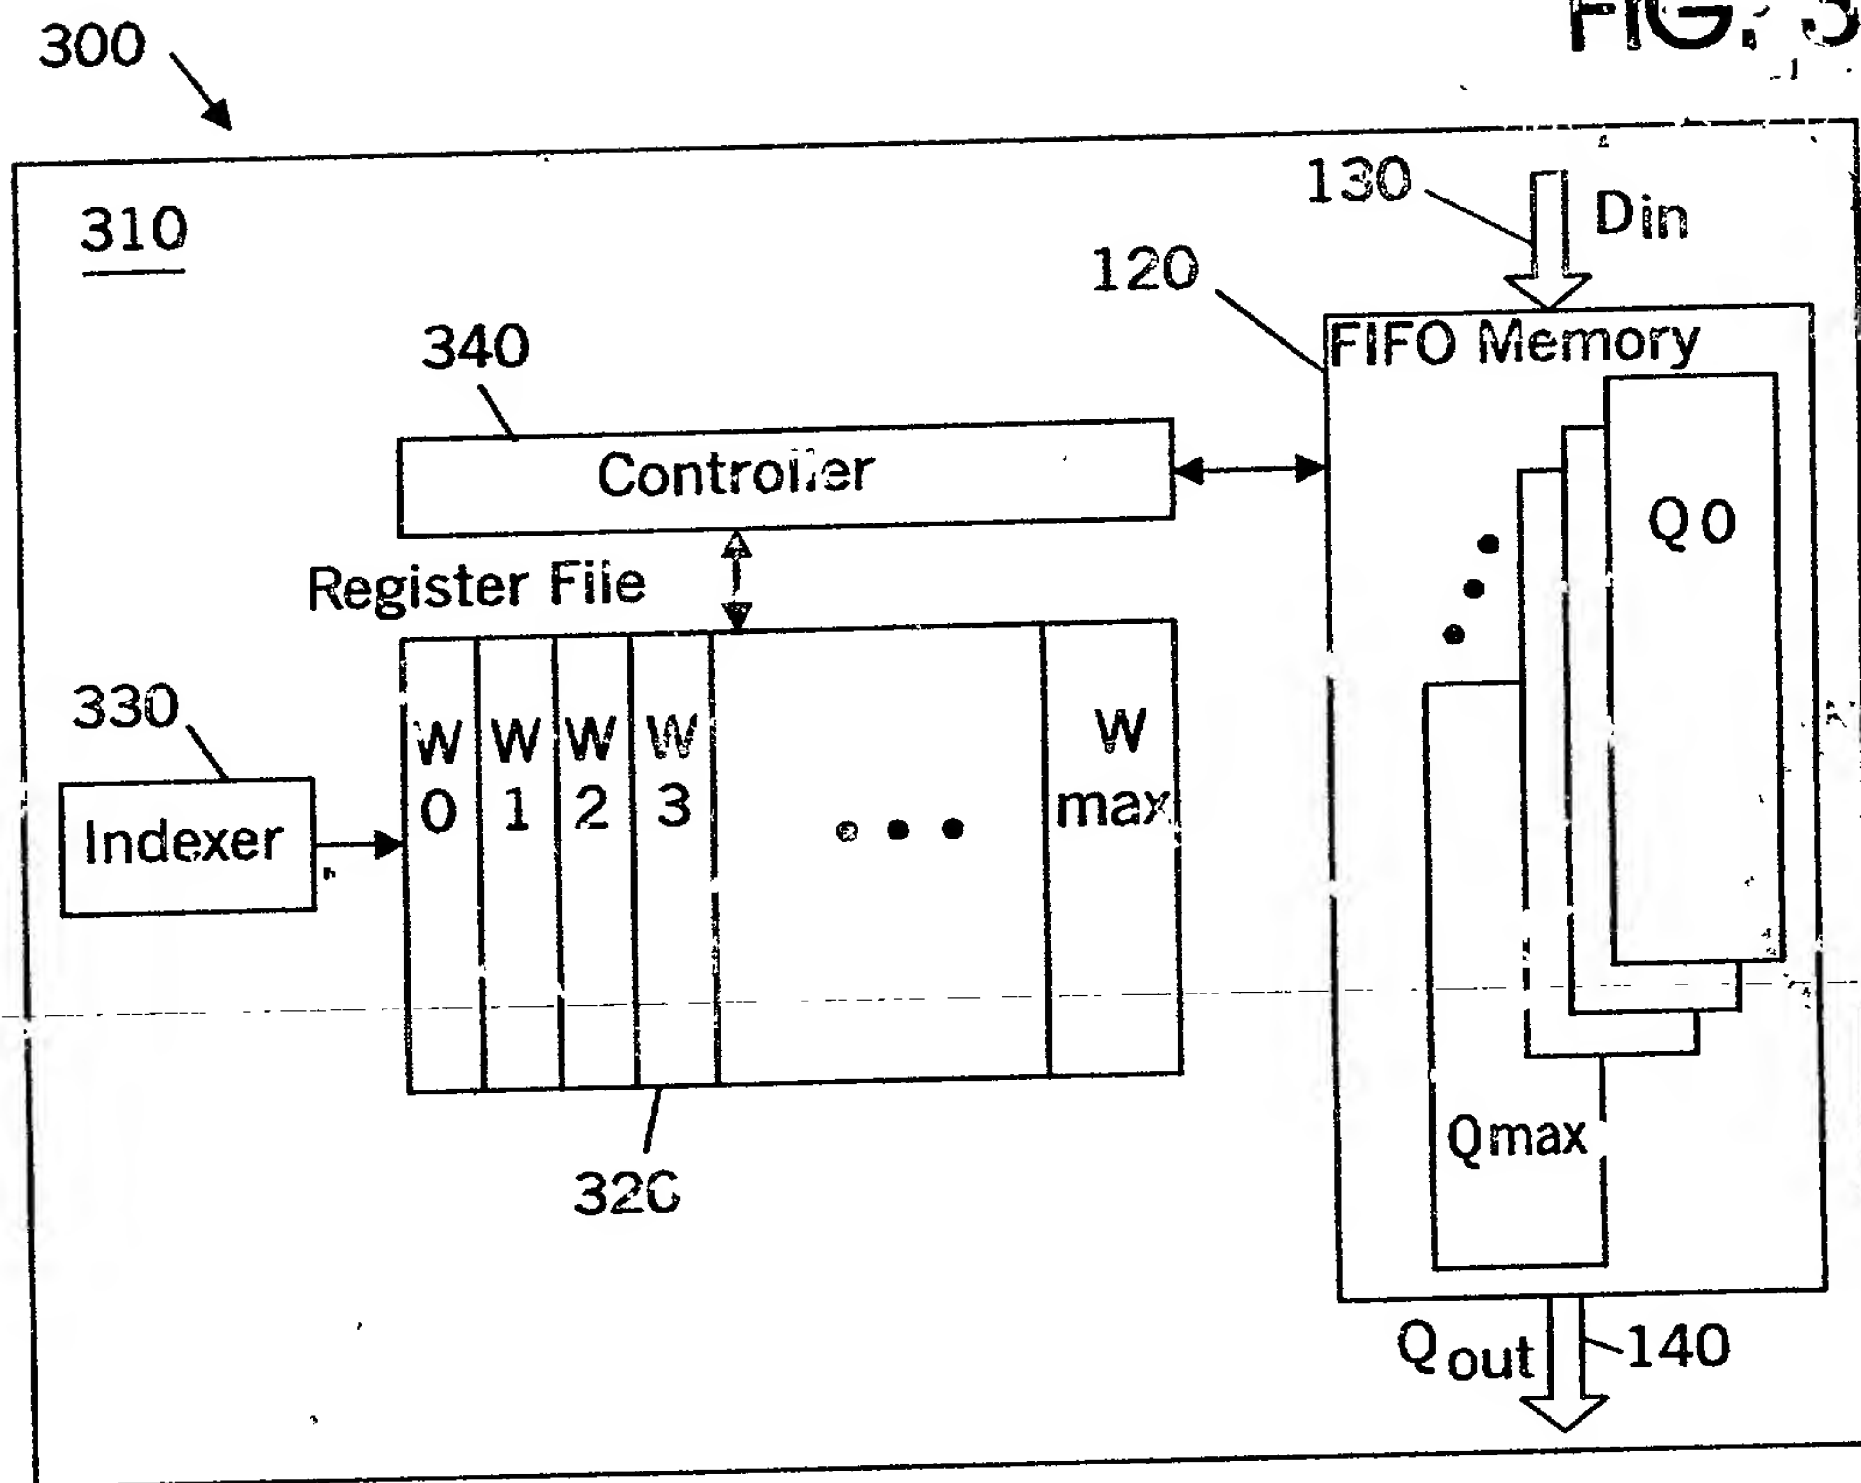 FIG. 3
300
310
130
Din
120
FIFO Memory
340
Controller
Q0
Register File
330
Indexer
W 0
W 1
W 2
W 3
W max
Qmax
320
Qout
140